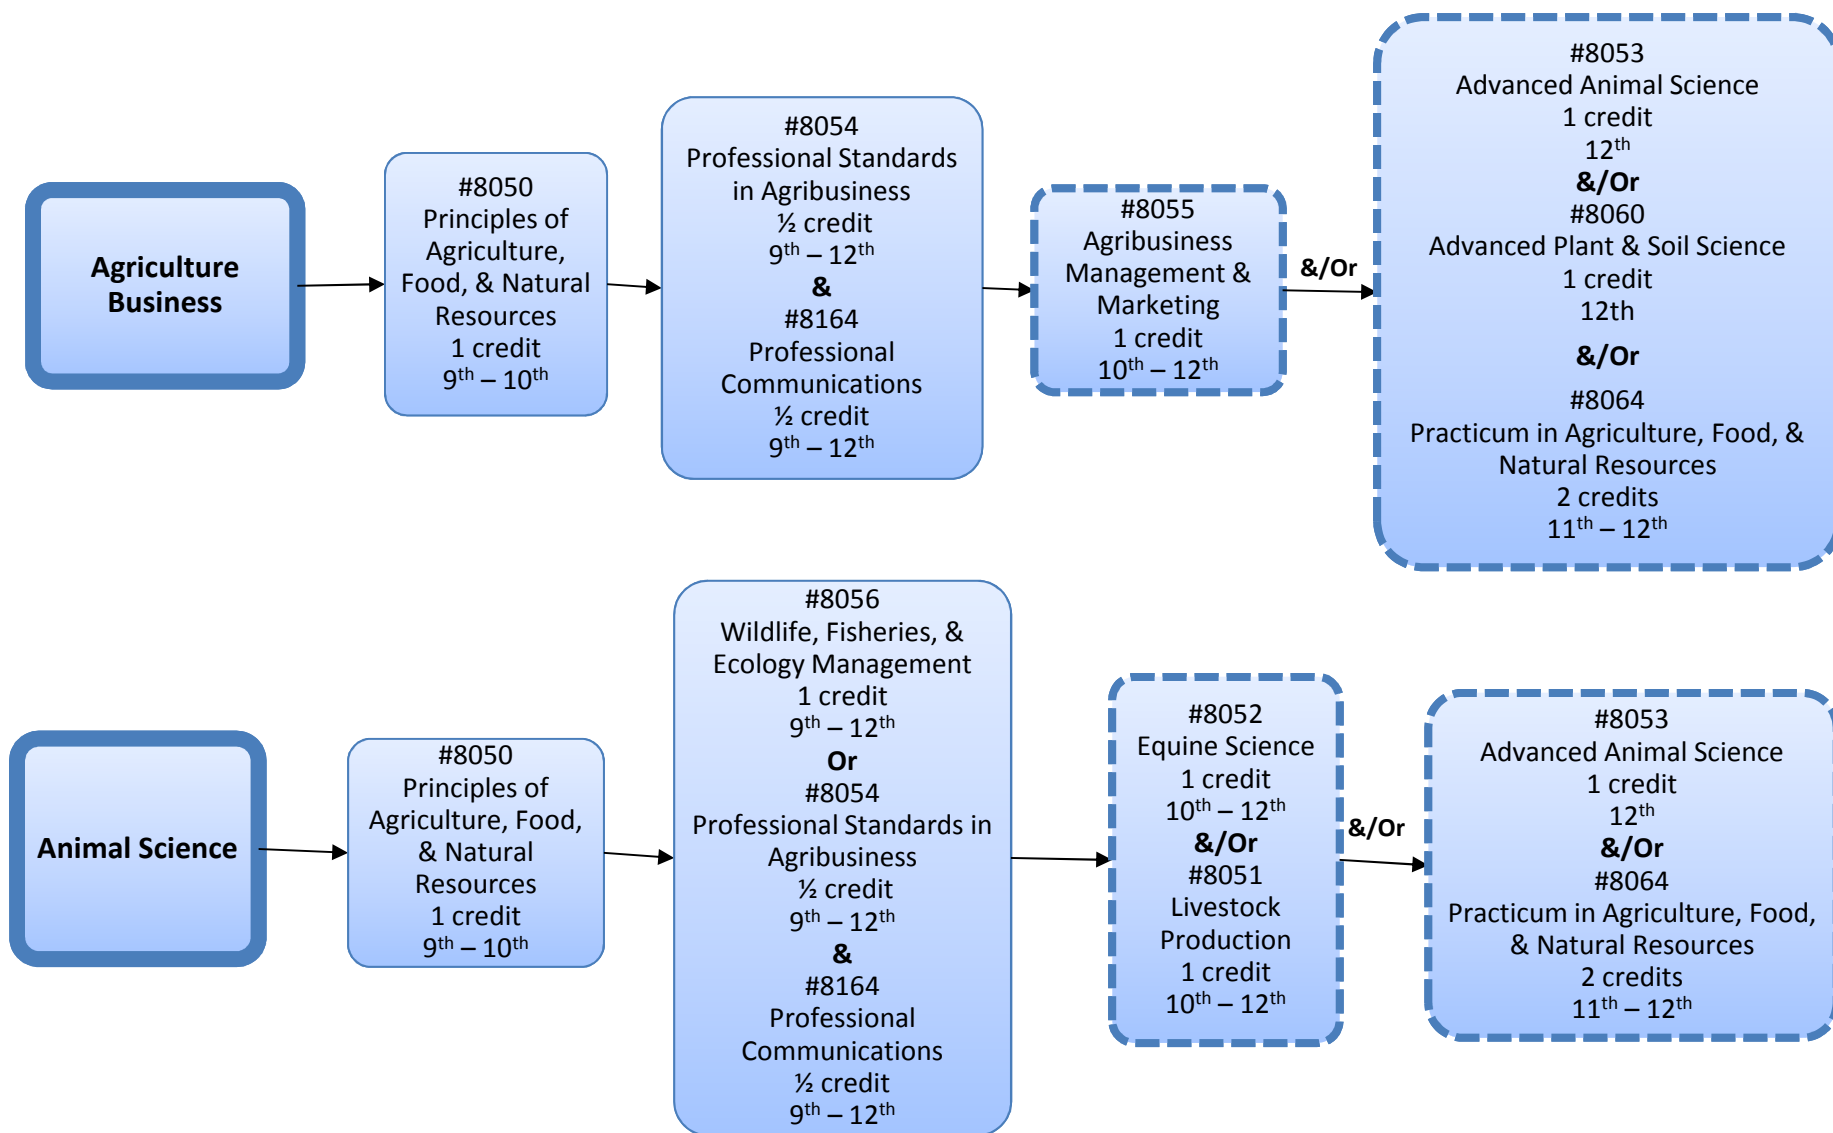 Agriculture
Business
#8050
Principles of
Agriculture,
Food, & Natural
Resources
1 credit
9th – 10th
#8054
Professional Standards
in Agribusiness
½ credit
9th – 12th
&
#8164
Professional
Communications
½ credit
9th – 12th
#8055
Agribusiness
Management &
Marketing
1 credit
10th – 12th
&/Or
#8053
Advanced Animal Science
1 credit
12th
&/Or
#8060
Advanced Plant & Soil Science
1 credit
12th
&/Or
#8064
Practicum in Agriculture, Food, &
Natural Resources
2 credits
11th – 12th
Animal Science
#8050
Principles of
Agriculture, Food,
& Natural
Resources
1 credit
9th – 10th
#8056
Wildlife, Fisheries, &
Ecology Management
1 credit
9th – 12th
Or
#8054
Professional Standards in
Agribusiness
½ credit
9th – 12th
&
#8164
Professional
Communications
½ credit
9th – 12th
#8052
Equine Science
1 credit
10th – 12th
&/Or
#8051
Livestock
Production
1 credit
10th – 12th
&/Or
#8053
Advanced Animal Science
1 credit
12th
&/Or
#8064
Practicum in Agriculture, Food,
& Natural Resources
2 credits
11th – 12th